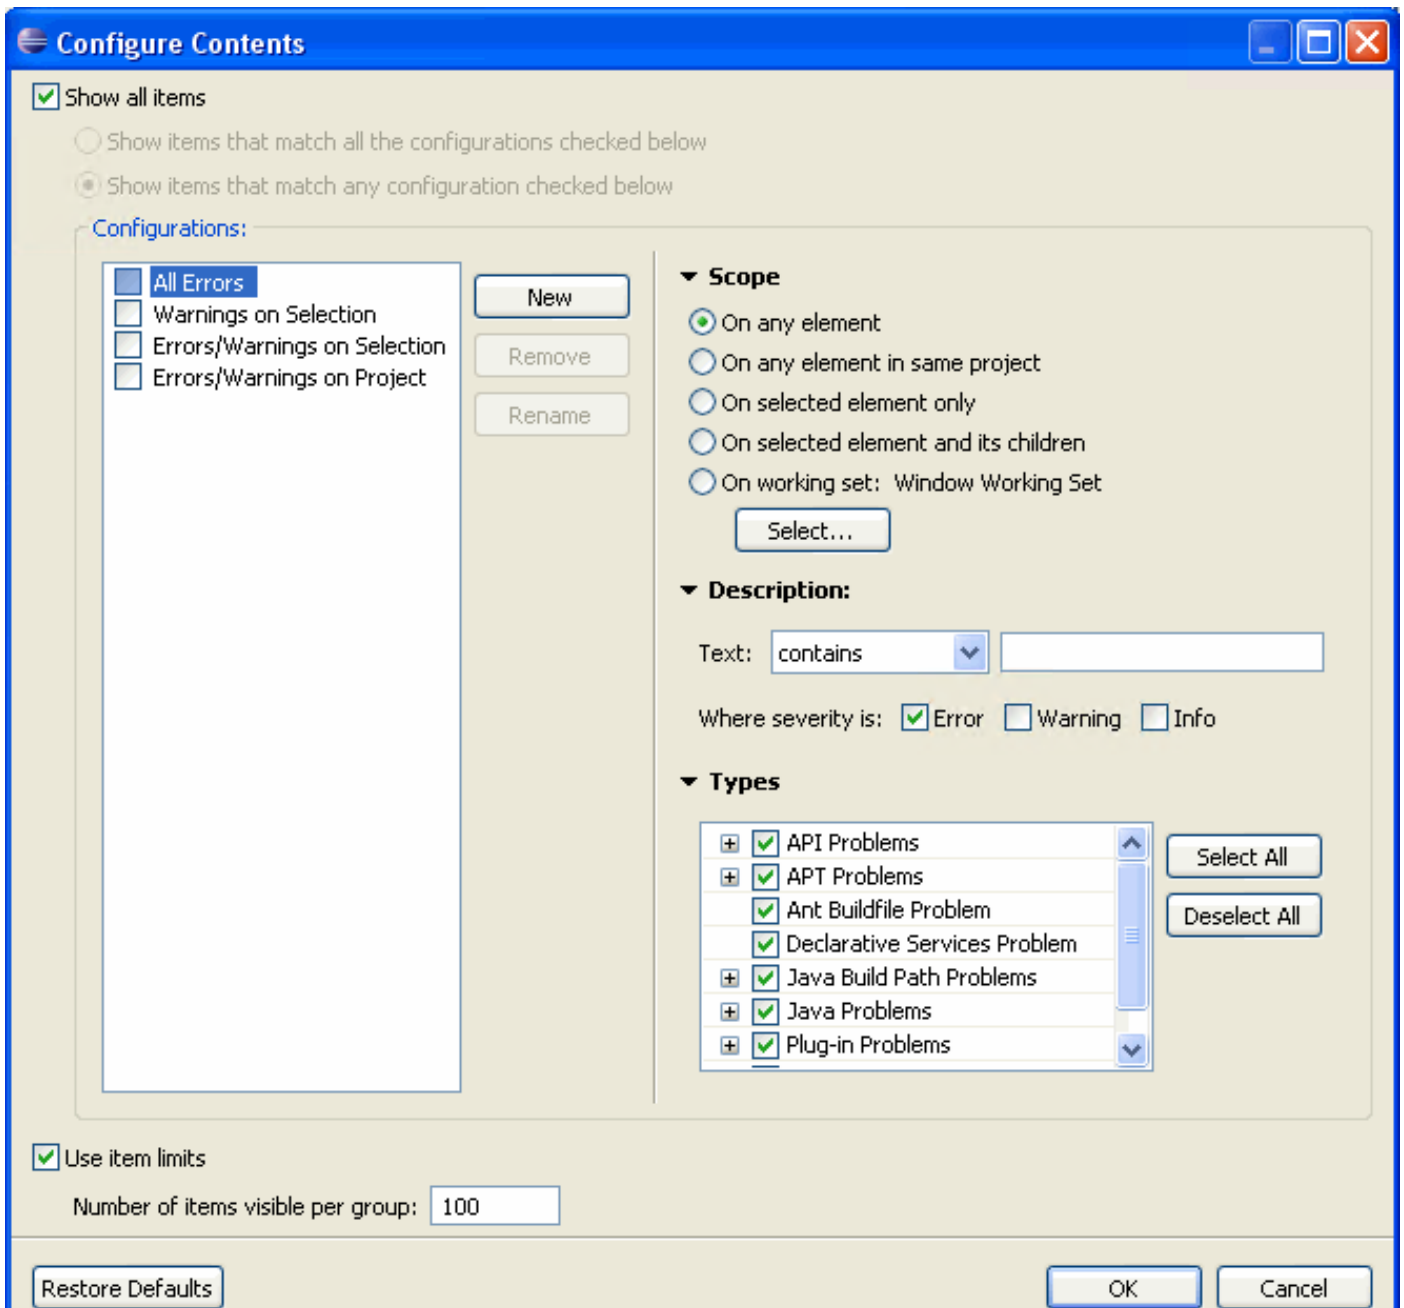 Configure Contents
Show all items
Show items that match all the configurations checked below
Show items that match any configuration checked below
Configurations:
All Errors
Warnings on Selection
Errors/Warnings on Selection
Errors/Warnings on Project
New
Remove
Rename
Scope
On any element
On any element in same project
On selected element only
On selected element and its children
On working set: Window Working Set
Select...
Description:
Text: contains
Where severity is: Error Warning Info
Types
API Problems
APT Problems
Ant Buildfile Problem
Declarative Services Problem
Java Build Path Problems
Java Problems
Plug-in Problems
Select All
Deselect All
Use item limits
Number of items visible per group: 100
Restore Defaults
OK
Cancel